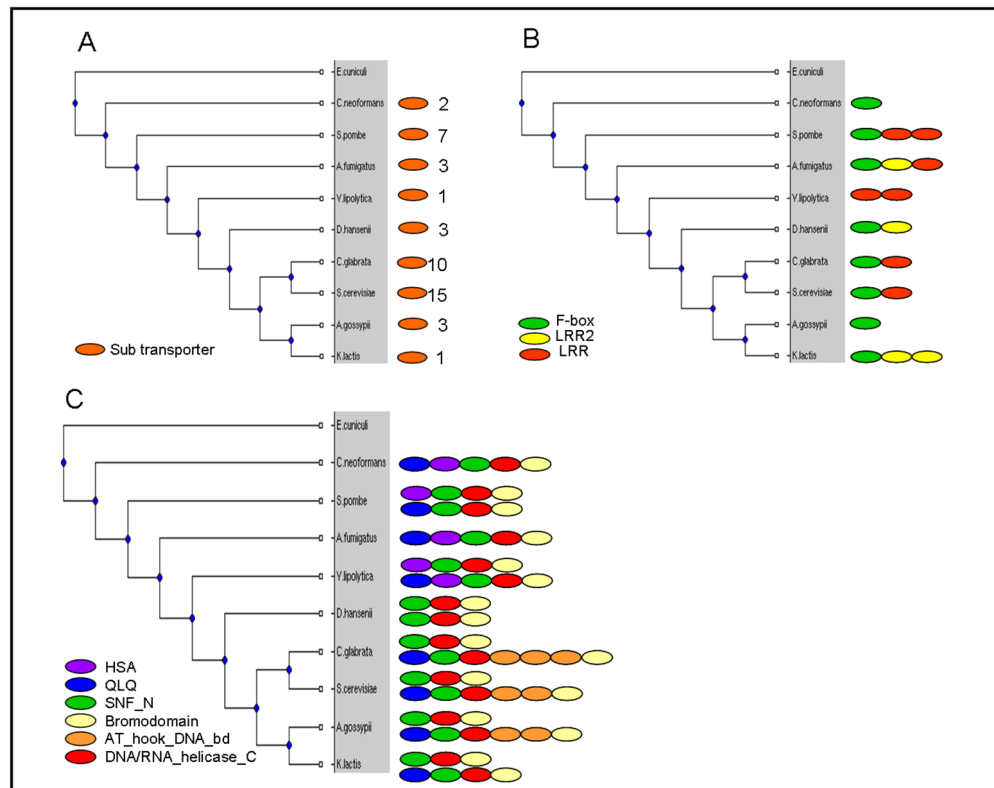 A
E.cuniculi
C.neoformans 2
S.pombe 7
A.fumigatus 3
Y.lipolytica 1
D.hansenii 3
C.glabrata 10
S.cerevisiae 15
A.gossypii 3
K.lactis 1
Sub transporter
B
E.cuniculi
C.neoformans
S.pombe
A.fumigatus
Y.lipolytica
D.hansenii
C.glabrata
S.cerevisiae
A.gossypii
K.lactis
F-box
LRR2
LRR
C
E.cuniculi
C.neoformans
S.pombe
A.fumigatus
Y.lipolytica
D.hansenii
C.glabrata
S.cerevisiae
A.gossypii
K.lactis
HSA
QLQ
SNF_N
Bromodomain
AT_hook_DNA_bd
DNA/RNA_helicase_C